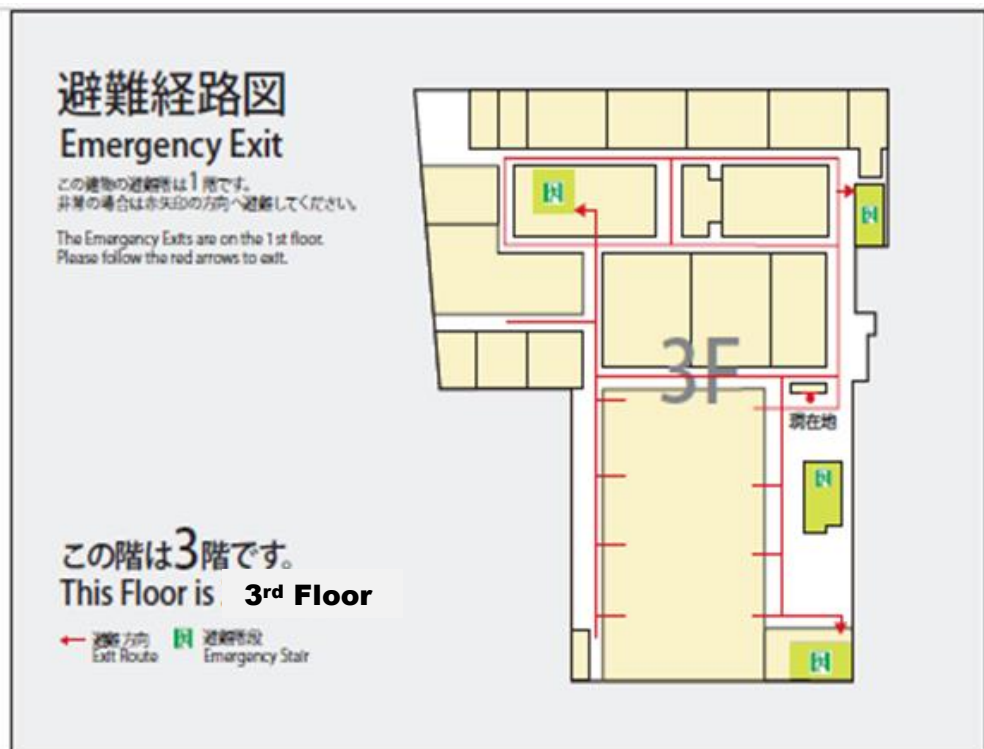 避難経路図
Emergency Exit
この建物の避難階は1階です。
非常の場合は赤矢印の方向へ避難してください。
The Emergency Exits are on the 1st floor.
Please follow the red arrows to exit.
3F
現在地
この階は3階です。
This Floor is 3rd Floor
避難方向
Exit Route
避難階段
Emergency Stair